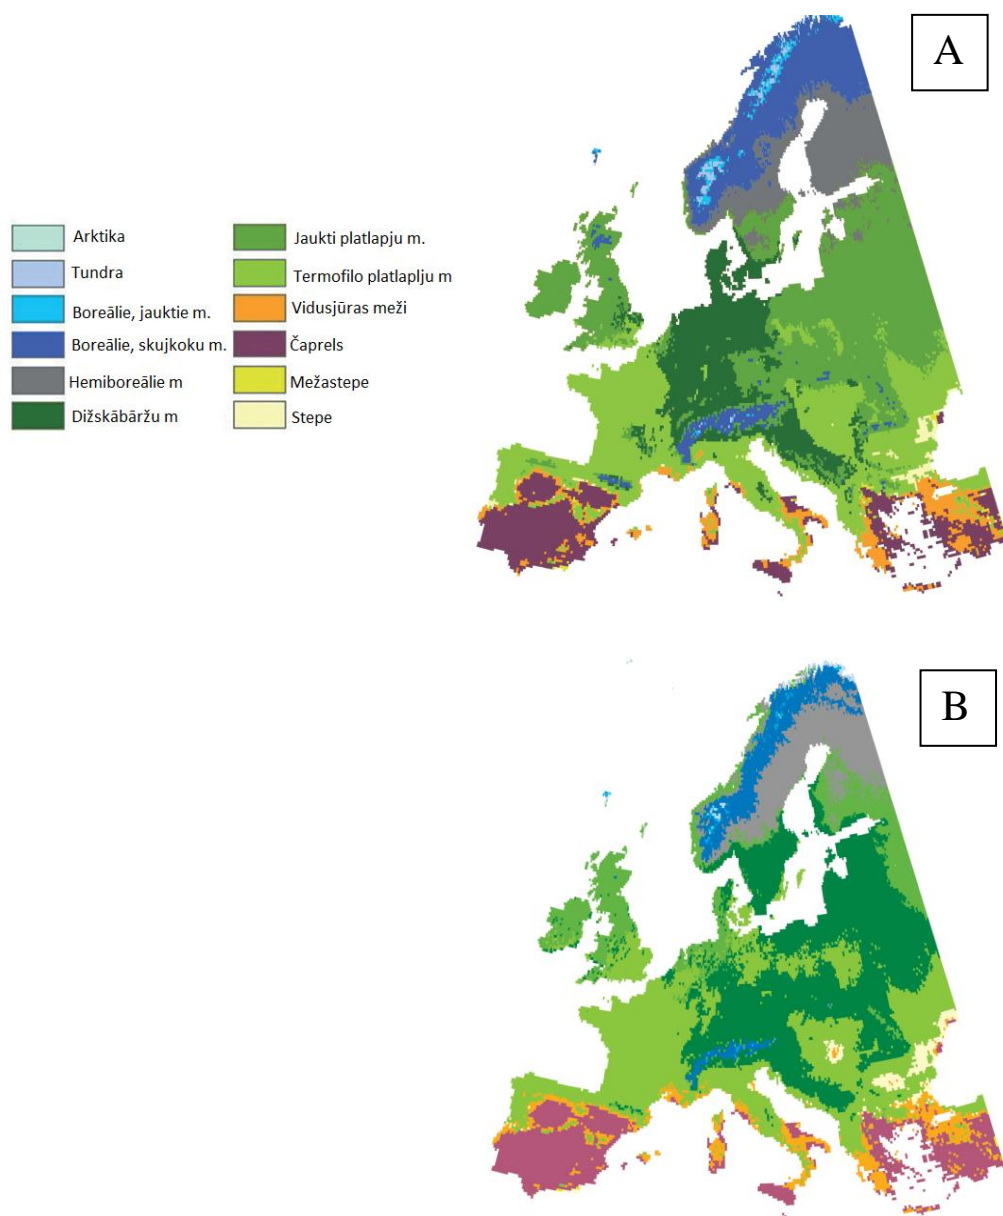 A
Arktika
Tundra
Boreālie, jauktie m.
Boreālie, skujkoku m.
Hemiboreālie m
Dižskābāržu m
Jaukti platlapju m.
Termofilo platlaplju m
Vidusjūras meži
Čaprels
Mežastepe
Stepe
B